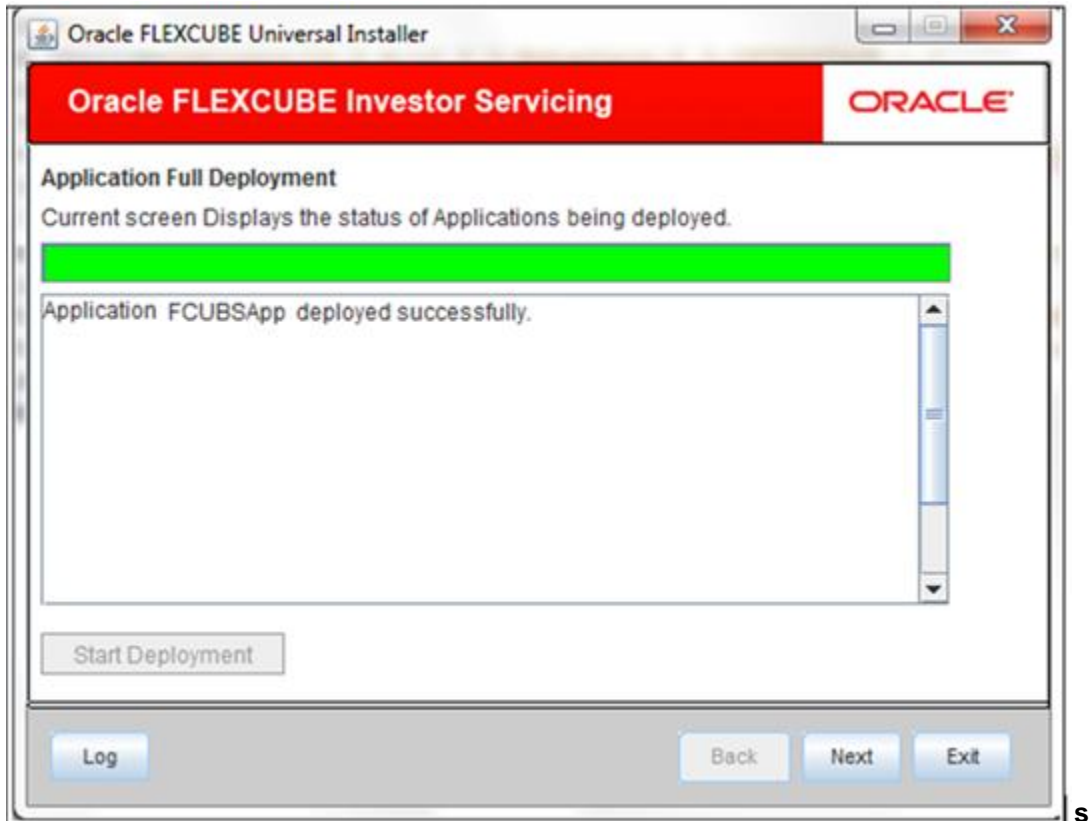 Oracle FLEXCUBE Universal Installer
Oracle FLEXCUBE Investor Servicing
ORACLE
Application Full Deployment
Current screen Displays the status of Applications being deployed.
Application FCUBSApp deployed successfully.
Start Deployment
Log
Back
Next
Exit
s